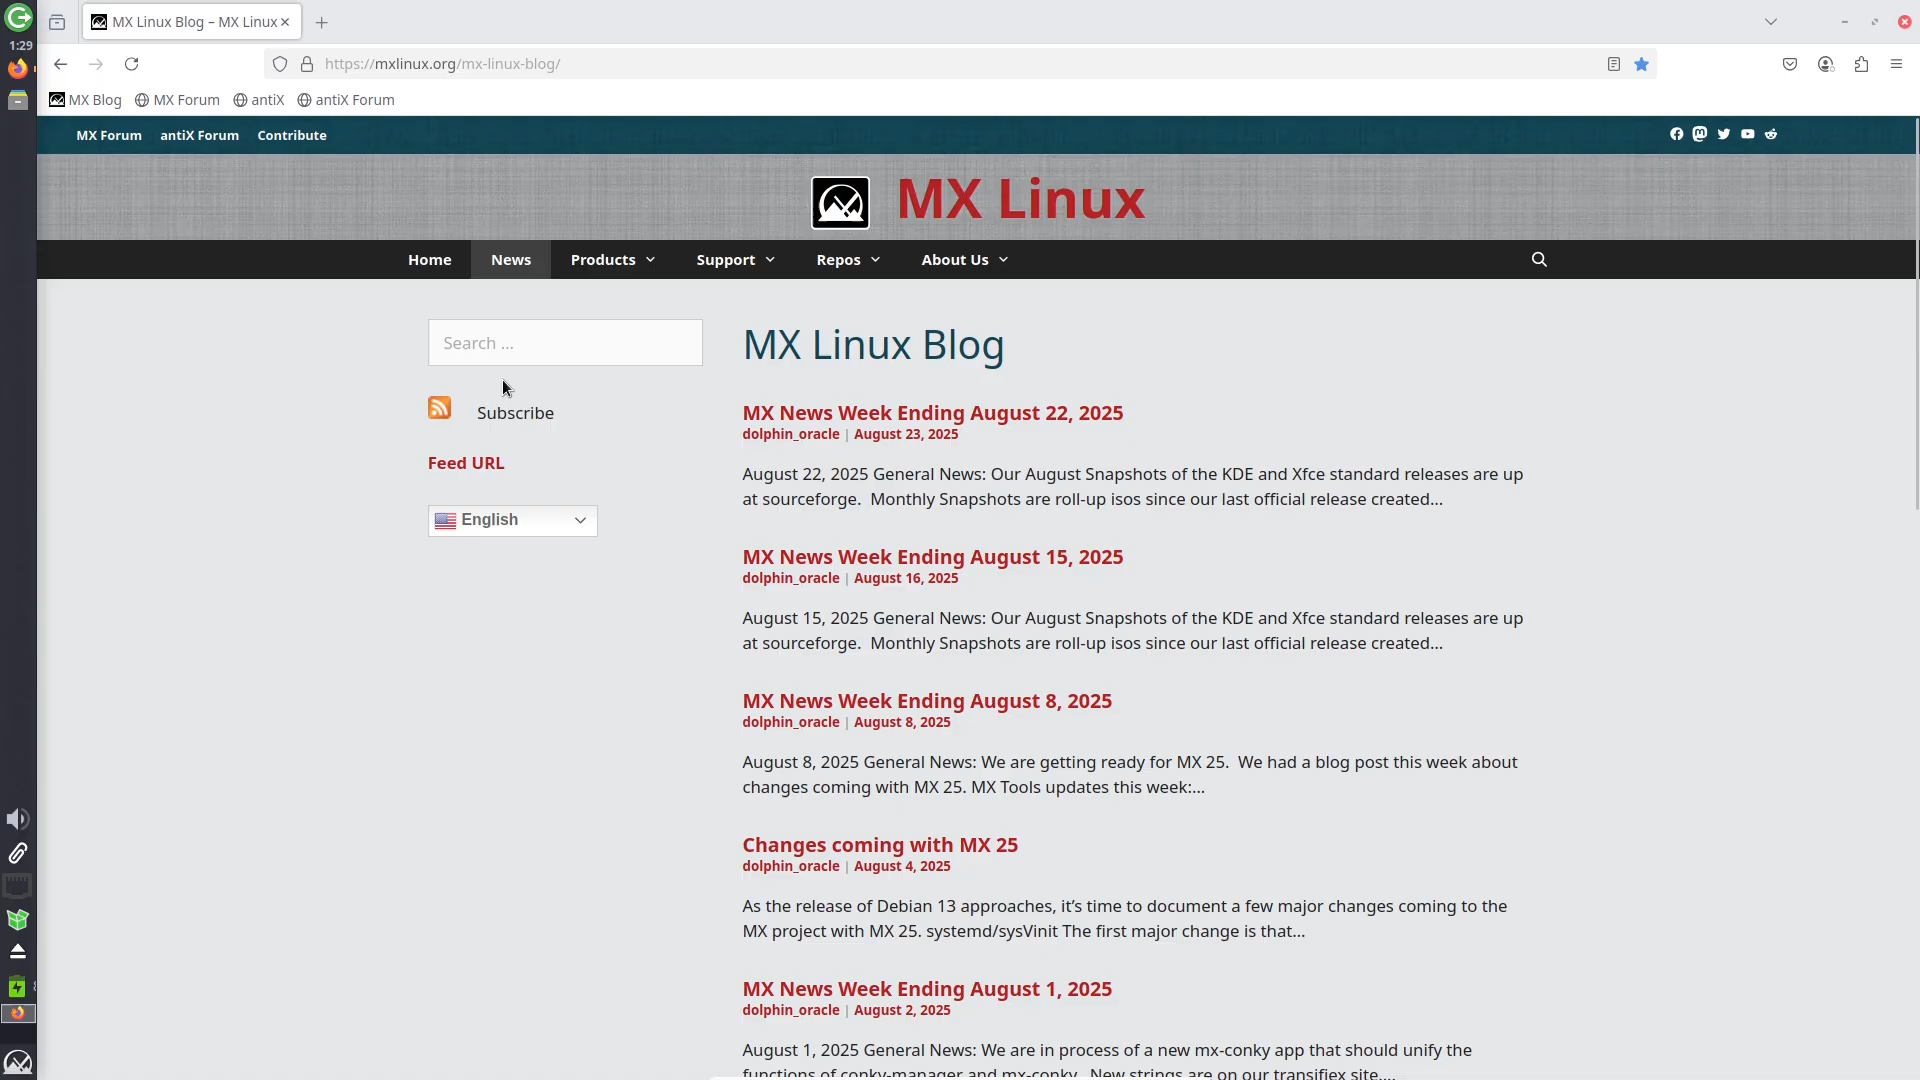 MX Linux Blog – MX Linux
1:29
https://mxlinux.org/mx-linux-blog/
MX Blog MX Forum antiX antiX Forum
MX Forum antiX Forum Contribute
MX Linux
Home News Products Support Repos About Us
Search ...
Subscribe
Feed URL
English
MX Linux Blog
MX News Week Ending August 22, 2025
dolphin_oracle | August 23, 2025
August 22, 2025 General News: Our August Snapshots of the KDE and Xfce standard releases are up
at sourceforge.  Monthly Snapshots are roll-up isos since our last official release created...
MX News Week Ending August 15, 2025
dolphin_oracle | August 16, 2025
August 15, 2025 General News: Our August Snapshots of the KDE and Xfce standard releases are up
at sourceforge.  Monthly Snapshots are roll-up isos since our last official release created...
MX News Week Ending August 8, 2025
dolphin_oracle | August 8, 2025
August 8, 2025 General News: We are getting ready for MX 25.  We had a blog post this week about
changes coming with MX 25. MX Tools updates this week:...
Changes coming with MX 25
dolphin_oracle | August 4, 2025
As the release of Debian 13 approaches, it’s time to document a few major changes coming to the
MX project with MX 25. systemd/sysVinit The first major change is that...
MX News Week Ending August 1, 2025
dolphin_oracle | August 2, 2025
August 1, 2025 General News: We are in process of a new mx-conky app that should unify the
functions of conky-manager and mx-conky.  New strings are on our transifiex site....